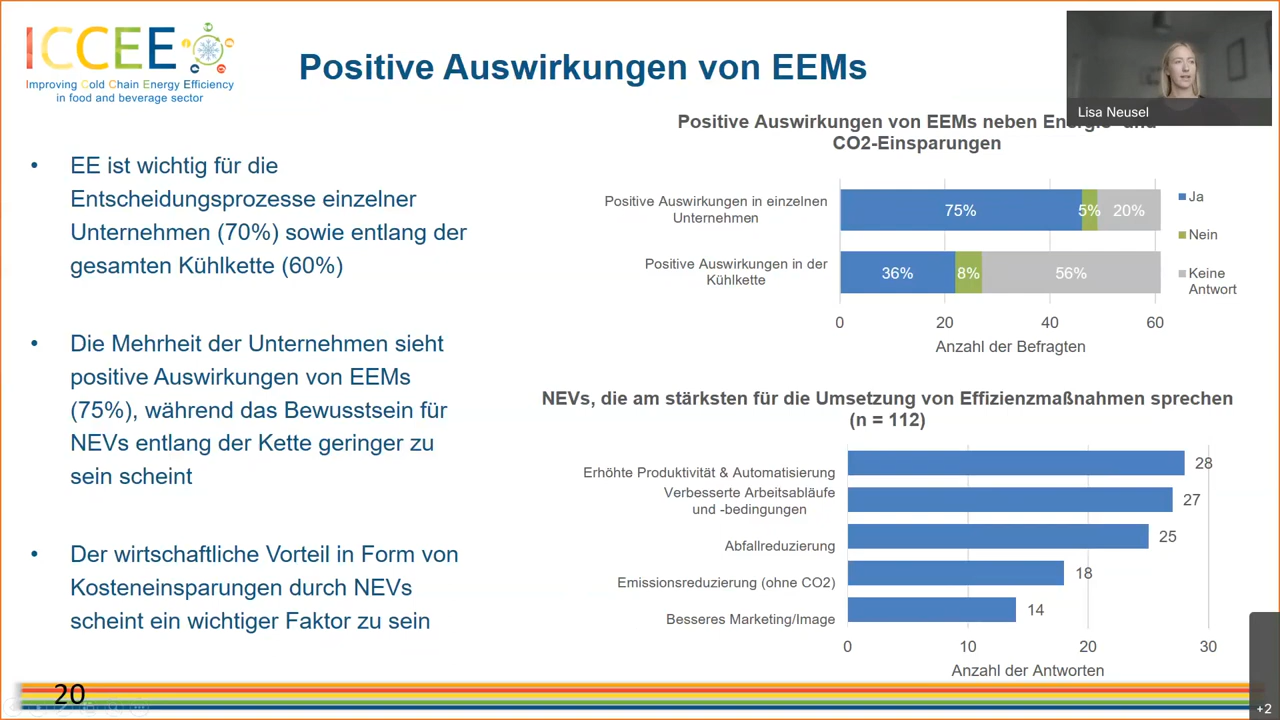 ICCEE
Improving Cold Chain Energy Efficiency
in food and beverage sector
Positive Auswirkungen von EEMs
Lisa Neusel
• EE ist wichtig für die
Entscheidungsprozesse einzelner
Unternehmen (70%) sowie entlang der
gesamten Kühlkette (60%)
• Die Mehrheit der Unternehmen sieht
positive Auswirkungen von EEMs
(75%), während das Bewusstsein für
NEVs entlang der Kette geringer zu
sein scheint
• Der wirtschaftliche Vorteil in Form von
Kosteneinsparungen durch NEVs
scheint ein wichtiger Faktor zu sein
Positive Auswirkungen von EEMs neben Energie- und
CO2-Einsparungen
Positive Auswirkungen in einzelnen
Unternehmen
75% 5% 20%
Positive Auswirkungen in der
Kühlkette
36% 8% 56%
0 20 40 60
Anzahl der Befragten
Ja
Nein
Keine
Antwort
NEVs, die am stärksten für die Umsetzung von Effizienzmaßnahmen sprechen
(n = 112)
Erhöhte Produktivität & Automatisierung 28
Verbesserte Arbeitsabläufe
und -bedingungen 27
Abfallreduzierung 25
Emissionsreduzierung (ohne CO2) 18
Besseres Marketing/Image 14
0 10 20 30
Anzahl der Antworten
20
+2